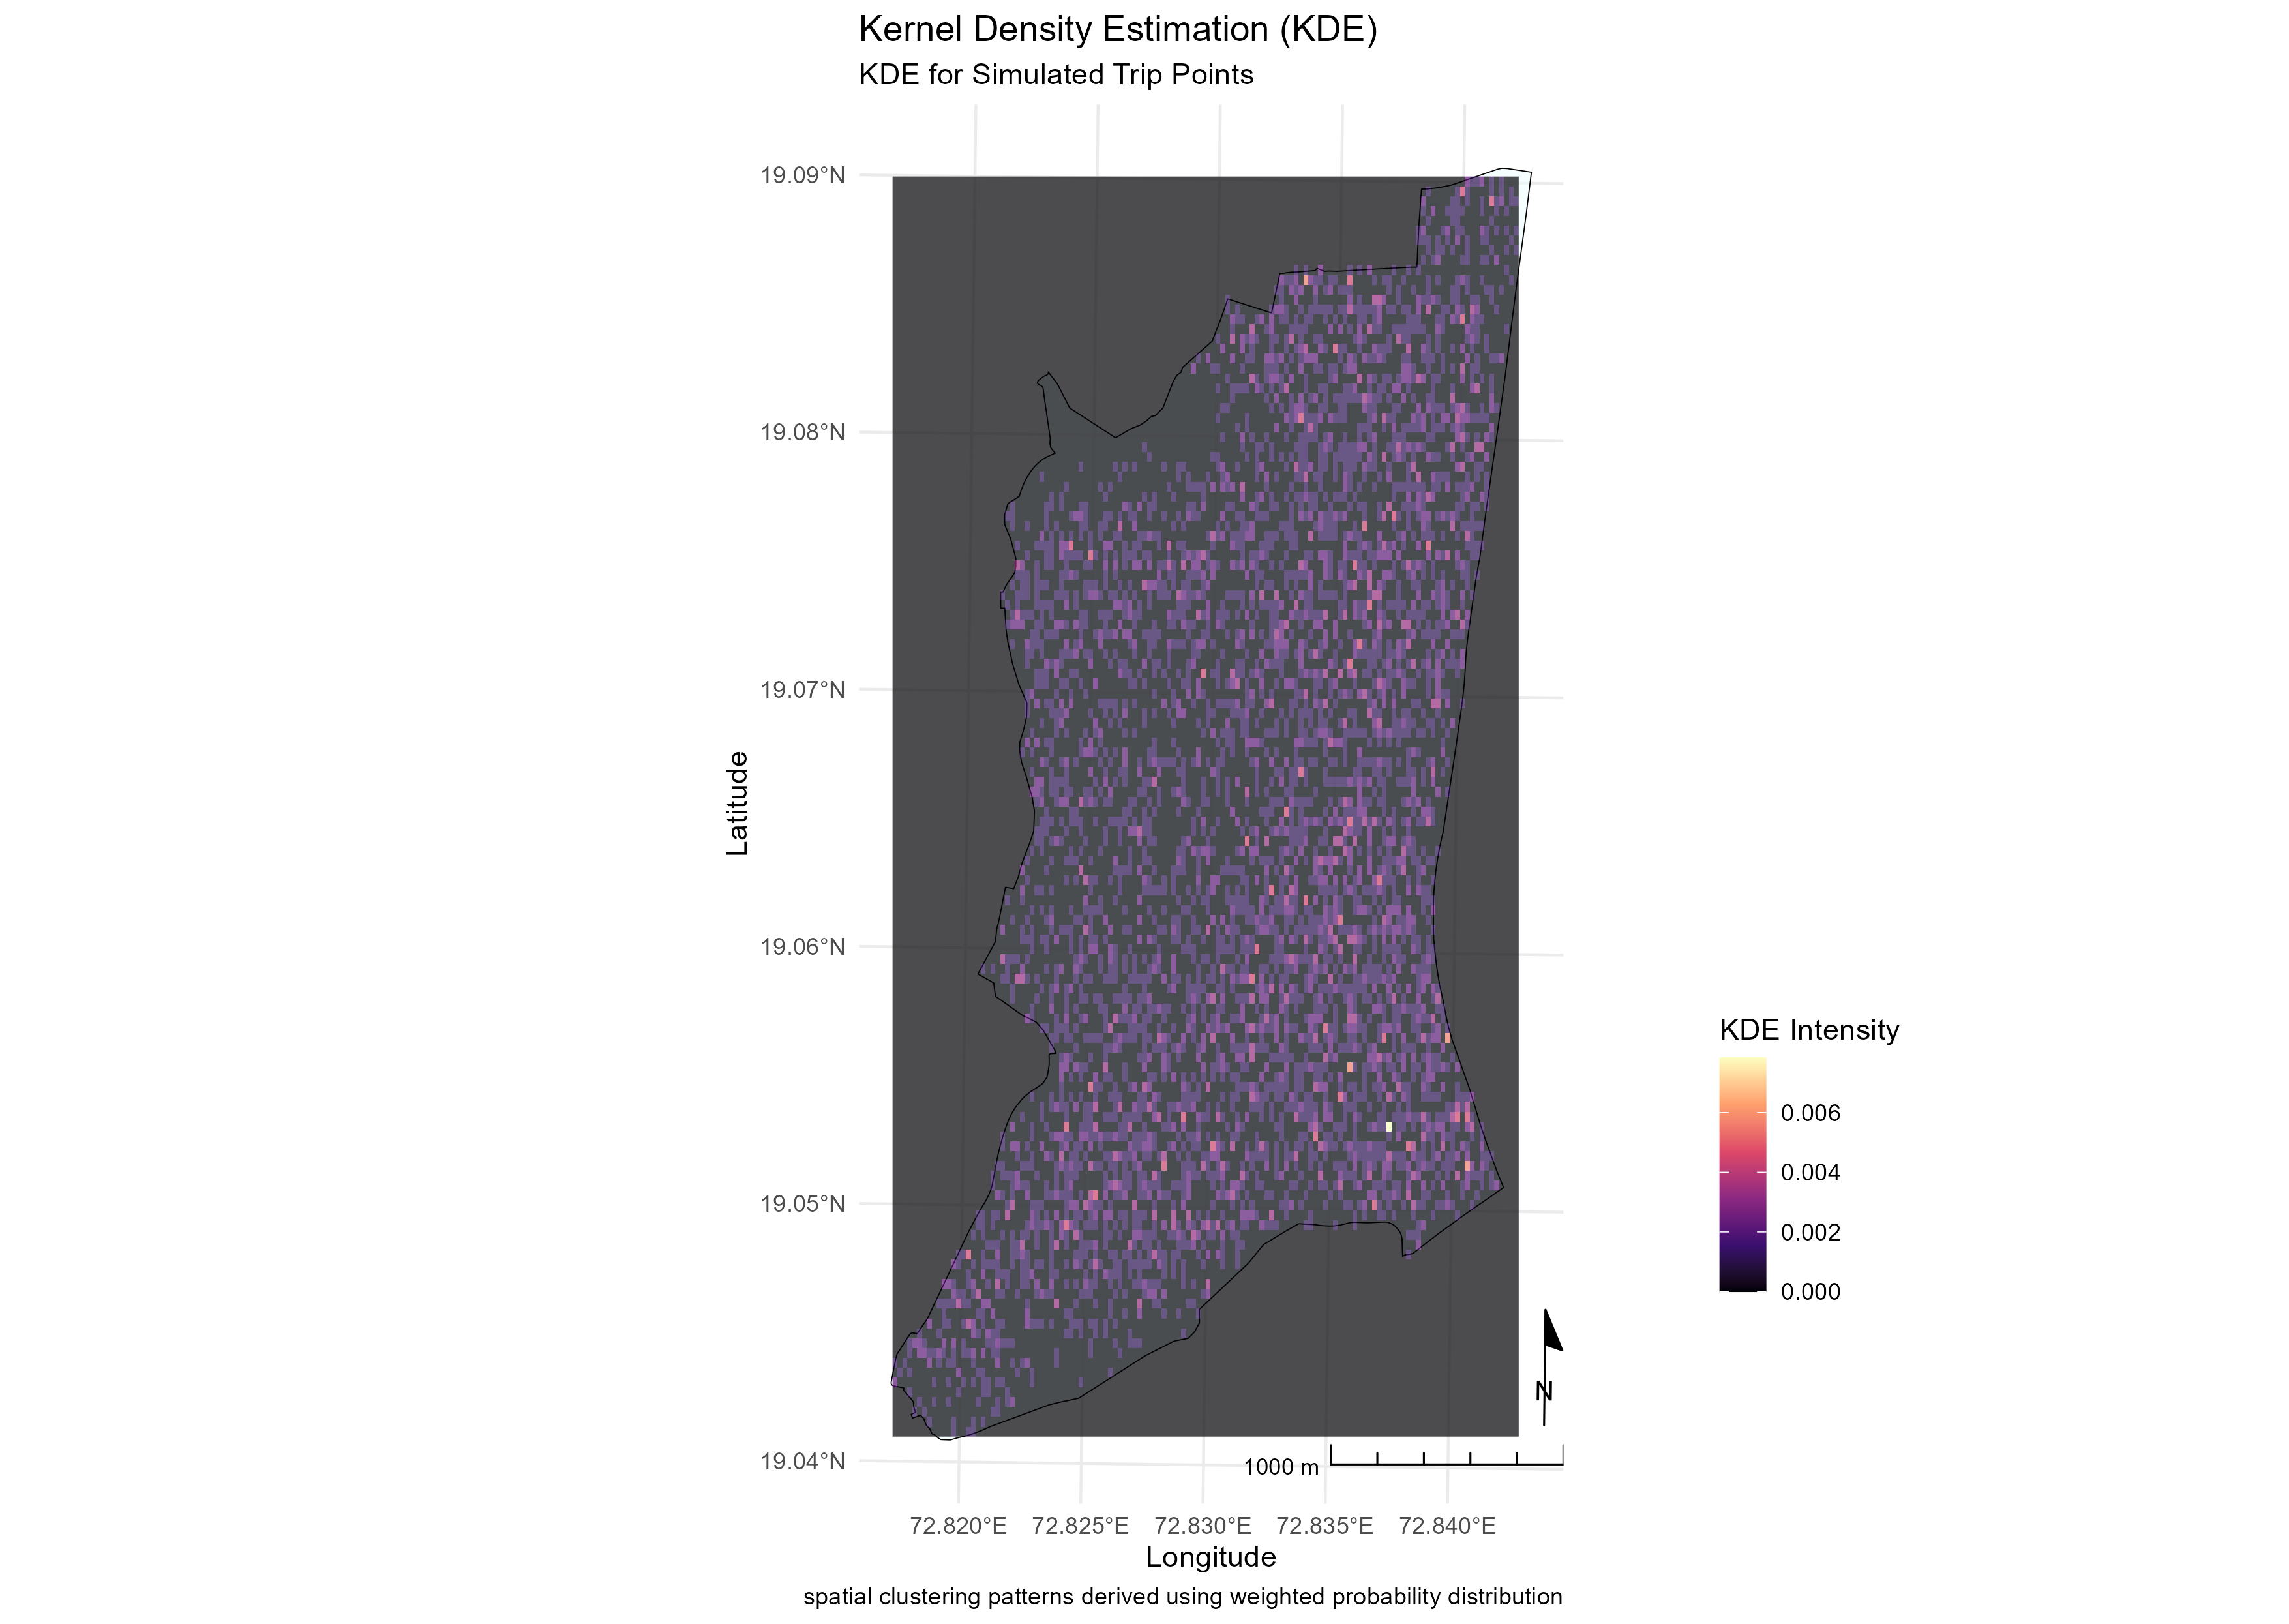 Kernel Density Estimation (KDE)
KDE for Simulated Trip Points
19.09°N
19.08°N
19.07°N
19.06°N
19.05°N
19.04°N
Latitude
KDE Intensity
0.006
0.004
0.002
0.000
N
1000 m
72.820°E 72.825°E 72.830°E 72.835°E 72.840°E
Longitude
spatial clustering patterns derived using weighted probability distribution